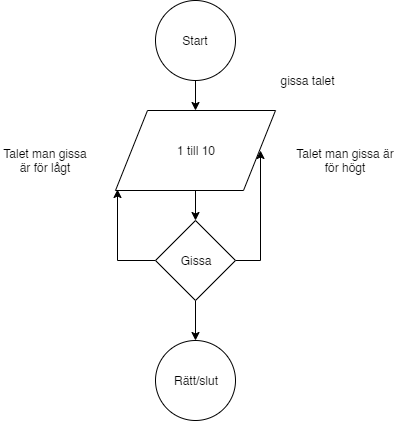 Start
gissa talet
1 till 10
Talet man gissa
är för lågt
Talet man gissa är
för högt
Gissa
Rätt/slut